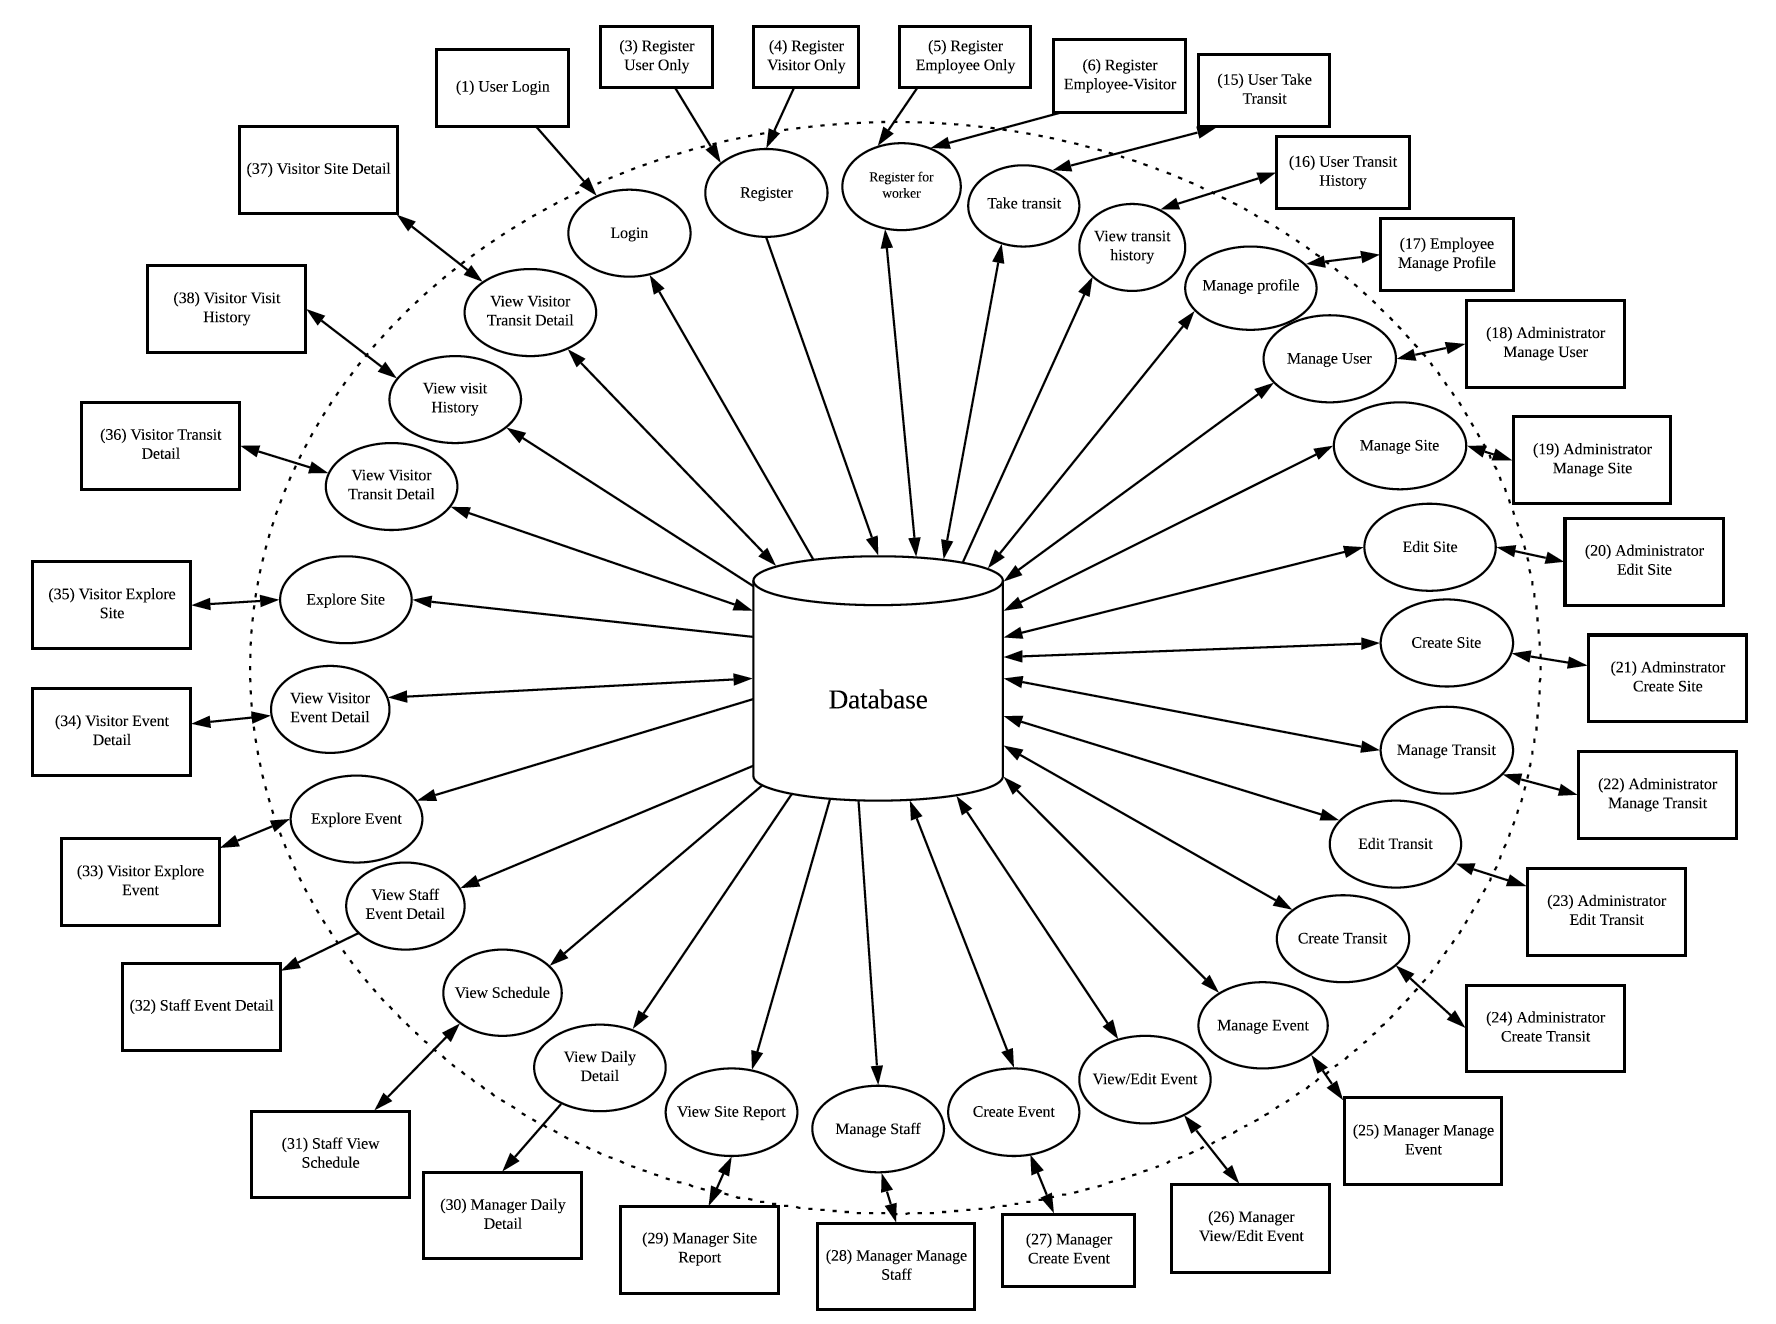 (3) Register
User Only
(4) Register
Visitor Only
(5) Register
Employee Only
(6) Register
Employee-Visitor
(1) User Login
(15) User Take
Transit
(37) Visitor Site Detail
(16) User Transit
History
Register
Register for
worker
Take transit
Login
View transit
history
(17) Employee
Manage Profile
(38) Visitor Visit
History
View Visitor
Transit Detail
Manage profile
(18) Administrator
Manage User
Manage User
View visit
History
(36) Visitor Transit
Detail
Manage Site
(19) Administrator
Manage Site
View Visitor
Transit Detail
Edit Site
(20) Administrator
Edit Site
(35) Visitor Explore
Site
Explore Site
Create Site
(21) Adminstrator
Create Site
Database
(34) Visitor Event
Detail
View Visitor
Event Detail
Manage Transit
(22) Administrator
Manage Transit
Explore Event
Edit Transit
(33) Visitor Explore
Event
View Staff
Event Detail
(23) Administrator
Edit Transit
Create Transit
(32) Staff Event Detail
View Schedule
Manage Event
(24) Administrator
Create Transit
View Daily
Detail
View/Edit Event
View Site Report
Create Event
Manage Staff
(31) Staff View
Schedule
(25) Manager Manage
Event
(30) Manager Daily
Detail
(26) Manager
View/Edit Event
(29) Manager Site
Report
(28) Manager Manage
Staff
(27) Manager
Create Event